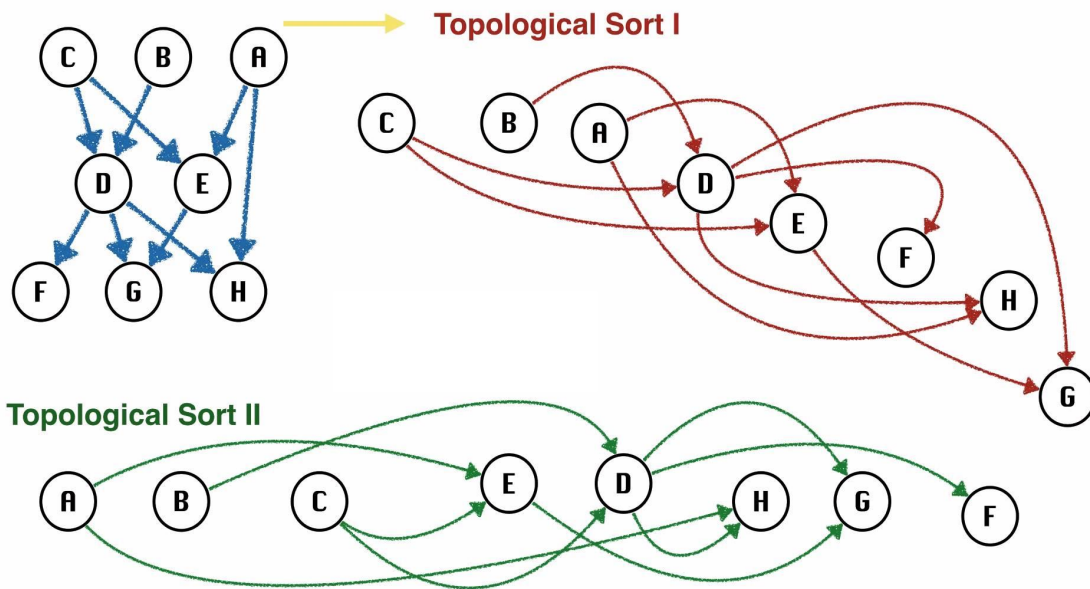 Topological Sort I
C B A
D E
F G H
C B A D E F H G
Topological Sort II
A B C E D H G F